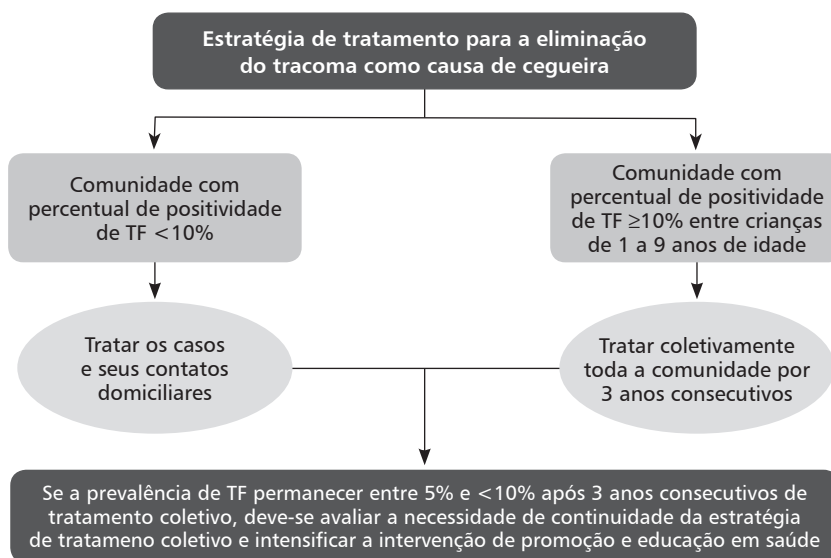 Estratégia de tratamento para a eliminação
do tracoma como causa de cegueira
Comunidade com
percentual de positividade
de TF <10%
Comunidade com
percentual de positividade
de TF ≥10% entre crianças
de 1 a 9 anos de idade
Tratar os casos
e seus contatos
domiciliares
Tratar coletivamente
toda a comunidade por
3 anos consecutivos
Se a prevalência de TF permanecer entre 5% e <10% após 3 anos consecutivos de
tratamento coletivo, deve-se avaliar a necessidade de continuidade da estratégia
de tratameno coletivo e intensificar a intervenção de promoção e educação em saúde